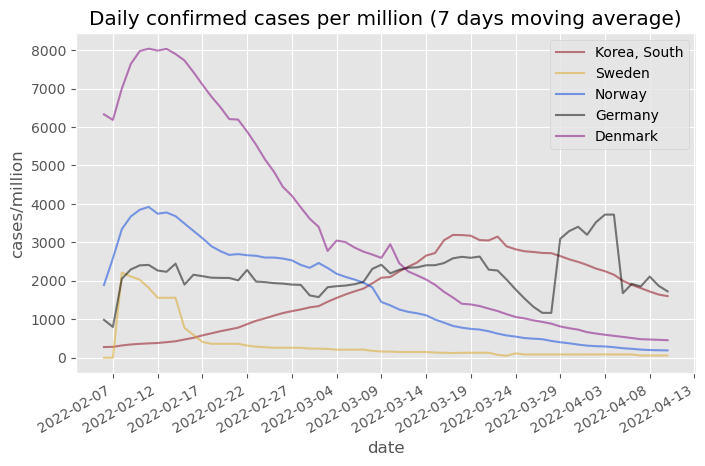 Daily confirmed cases per million (7 days moving average)
8000
7000
6000
5000
4000
3000
2000
1000
0
cases/million
Korea, South
Sweden
Norway
Germany
Denmark
2022-02-07
2022-02-12
2022-02-17
2022-02-22
2022-02-27
2022-03-04
2022-03-09
2022-03-14
2022-03-19
2022-03-24
2022-03-29
2022-04-03
2022-04-08
2022-04-13
date